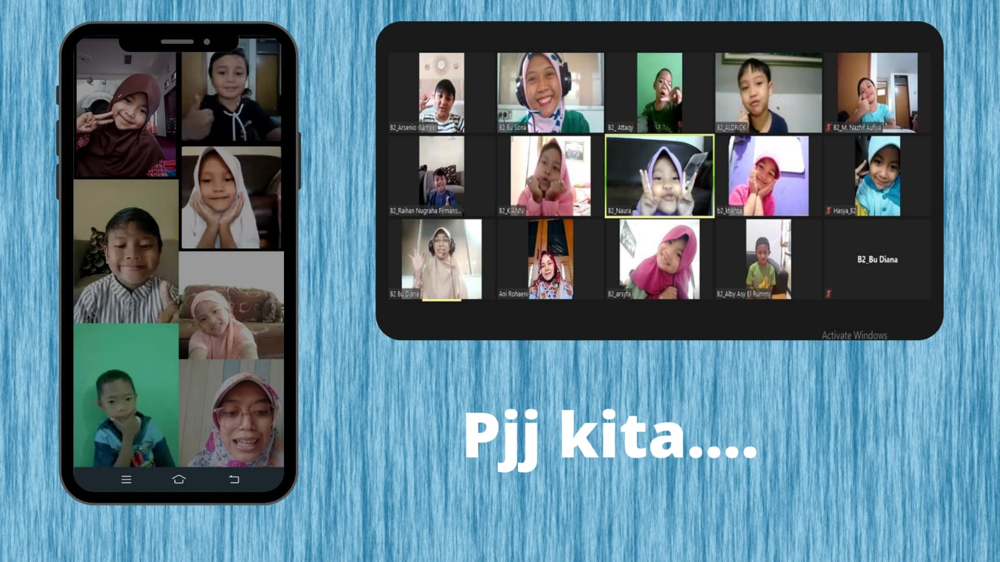 B2_Arsenio Gameel
B2 Bu Sona
B2_ Attaqy
B2_ALDRICK
B2_M. Nazhif Aufiya
B2_Raihan Nugraha Firmans...
B2_KIANNI
B2_Naura
b2_khanza
Hasya_B2
B2 Bu Diana
Ani Rohaeni
B2_arsyfa
B2_Alby Asy El Rummy
B2_Bu Diana
Activate Windows
Pjj kita....